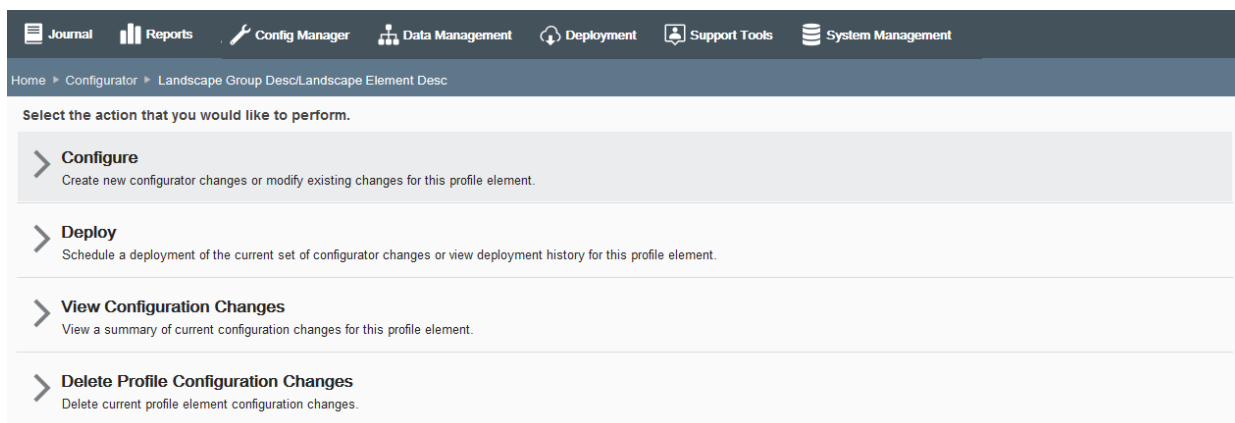 Journal Reports Config Manager Data Management Deployment Support Tools System Management
Home Configurator Landscape Group Desc/Landscape Element Desc
Select the action that you would like to perform.
Configure
Create new configurator changes or modify existing changes for this profile element.
Deploy
Schedule a deployment of the current set of configurator changes or view deployment history for this profile element.
View Configuration Changes
View a summary of current configuration changes for this profile element.
Delete Profile Configuration Changes
Delete current profile element configuration changes.